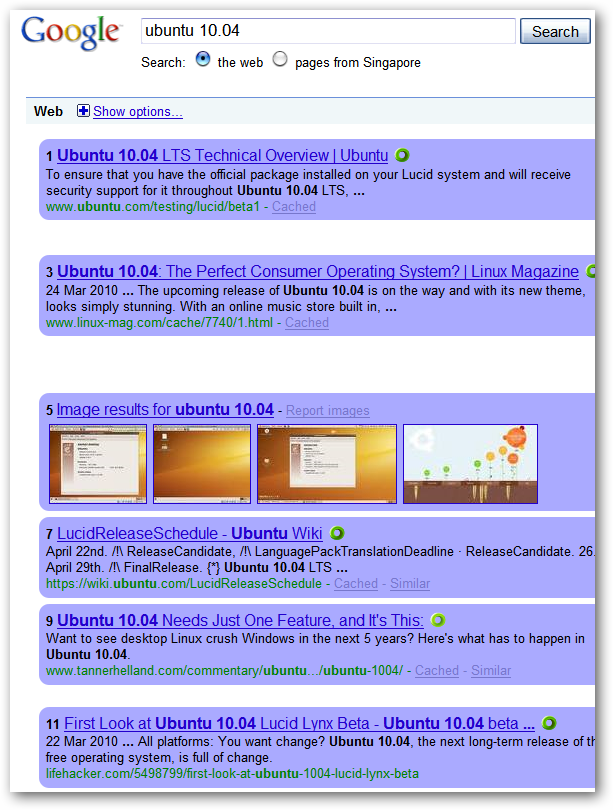 Google™
ubuntu 10.04
Search
Search: the web pages from Singapore
Web Show options...
1 Ubuntu 10.04 LTS Technical Overview | Ubuntu
To ensure that you have the official package installed on your Lucid system and will receive
security support for it throughout Ubuntu 10.04 LTS, ...
www.ubuntu.com/testing/lucid/beta1 - Cached
3 Ubuntu 10.04: The Perfect Consumer Operating System? | Linux Magazine
24 Mar 2010 ... The upcoming release of Ubuntu 10.04 is on the way and with its new theme,
looks simply stunning. With an online music store built in, ...
www.linux-mag.com/cache/7740/1.html - Cached
5 Image results for ubuntu 10.04 - Report images
7 LucidReleaseSchedule - Ubuntu Wiki
April 22nd. /!\ ReleaseCandidate, /!\ LanguagePackTranslationDeadline · ReleaseCandidate. 26.
April 29th. /!\ FinalRelease. {*} Ubuntu 10.04 LTS ...
https://wiki.ubuntu.com/LucidReleaseSchedule - Cached - Similar
9 Ubuntu 10.04 Needs Just One Feature, and It's This:
Want to see desktop Linux crush Windows in the next 5 years? Here's what has to happen in
Ubuntu 10.04.
www.tannerhelland.com/commentary/ubuntu.../ubuntu-1004/ - Cached - Similar
11 First Look at Ubuntu 10.04 Lucid Lynx Beta - Ubuntu 10.04 beta ...
22 Mar 2010 ... All platforms: You want change? Ubuntu 10.04, the next long-term release of th
free operating system, is full of change.
lifehacker.com/5498799/first-look-at-ubuntu-1004-lucid-lynx-beta